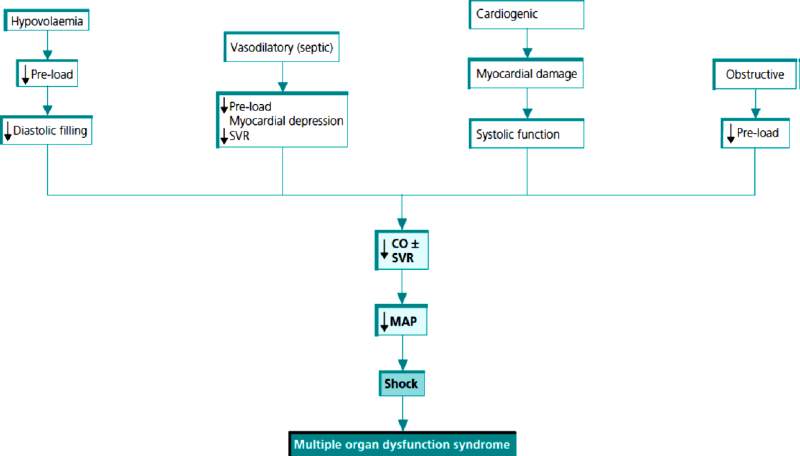 Hypovolaemia
↓Pre-load
↓Diastolic filling
Vasodilatory (septic)
↓Pre-load
Myocardial depression
↓SVR
Cardiogenic
Myocardial damage
Systolic function
Obstructive
↓Pre-load
↓CO ±
SVR
↓MAP
Shock
Multiple organ dysfunction syndrome